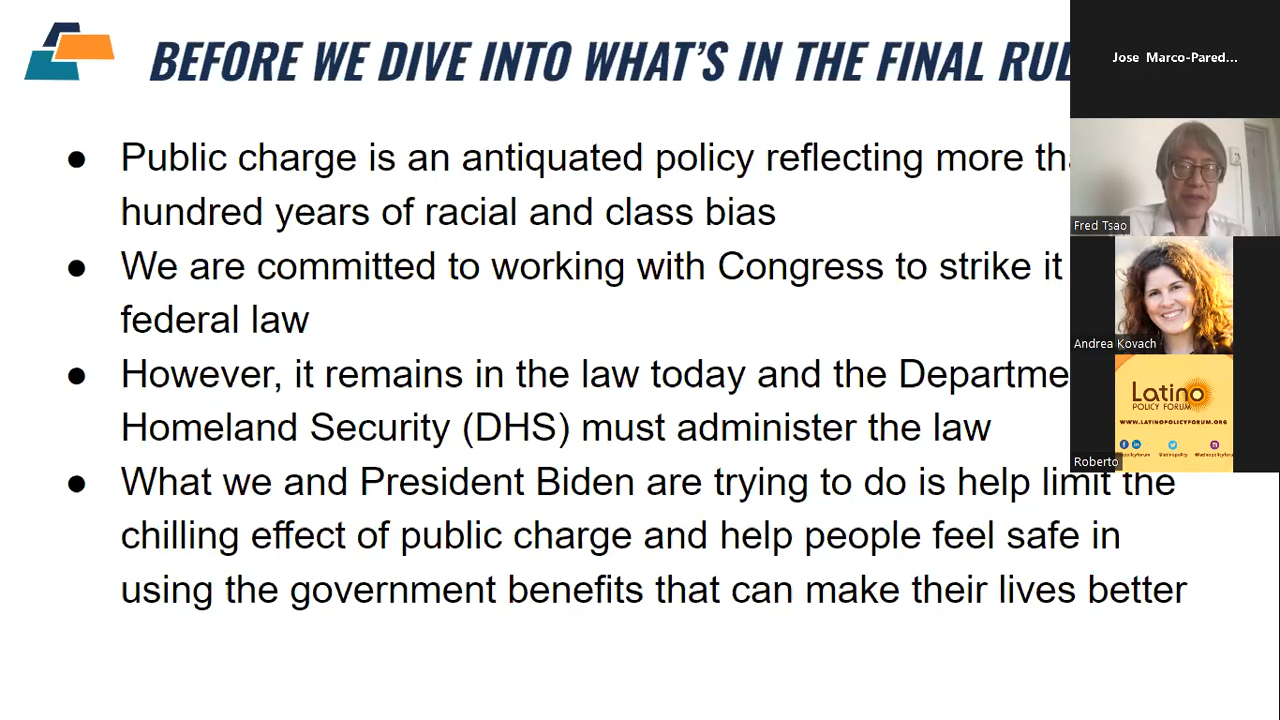 BEFORE WE DIVE INTO WHAT'S IN THE FINAL
● Public charge is an antiquated policy reflecting more
hundred years of racial and class bias
● We are committed to working with Congress to strike it
federal law
● However, it remains in the law today and the
Homeland Security (DHS) must administer the law
● What we and President Biden are trying to do is help limit the
chilling effect of public charge and help people feel safe in
using the government benefits that can make their lives better
Jose Marco-Pared...
Fred Tsao
Andrea Kovach
Latino
POLICY FORUM
WWW.LATINOPOLICYFORUM.ORG
Roberto